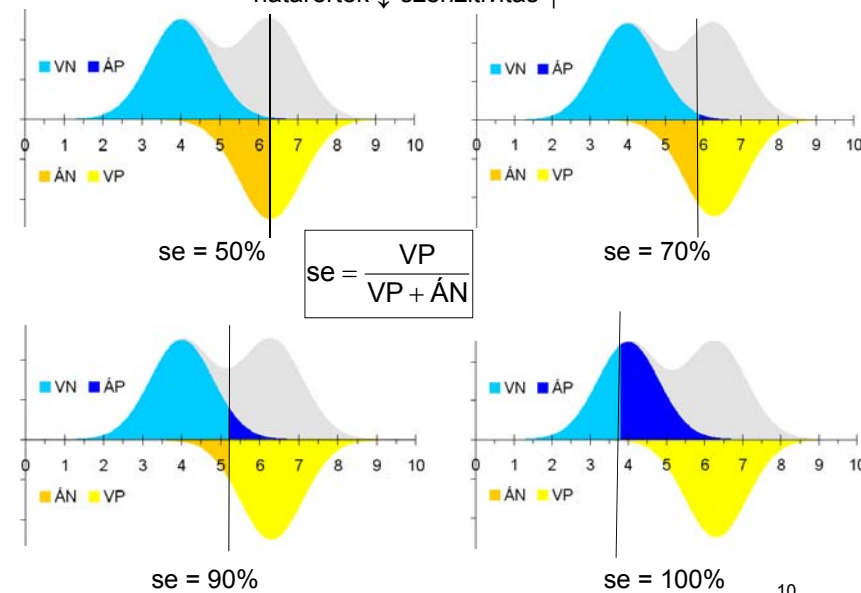 határérték ↓ szenzitivitás ↑
VN ÁP
0 1 2 3 4 5 6 7 8 9 10
ÁN VP
se = 50%
VN ÁP
0 1 2 3 4 5 6 7 8 9 10
ÁN VP
se = 70%
se = VP / VP + ÁN
VN ÁP
0 1 2 3 4 5 6 7 8 9 10
ÁN VP
se = 90%
VN ÁP
0 1 2 3 4 5 6 7 8 9 10
ÁN VP
se = 100%
10